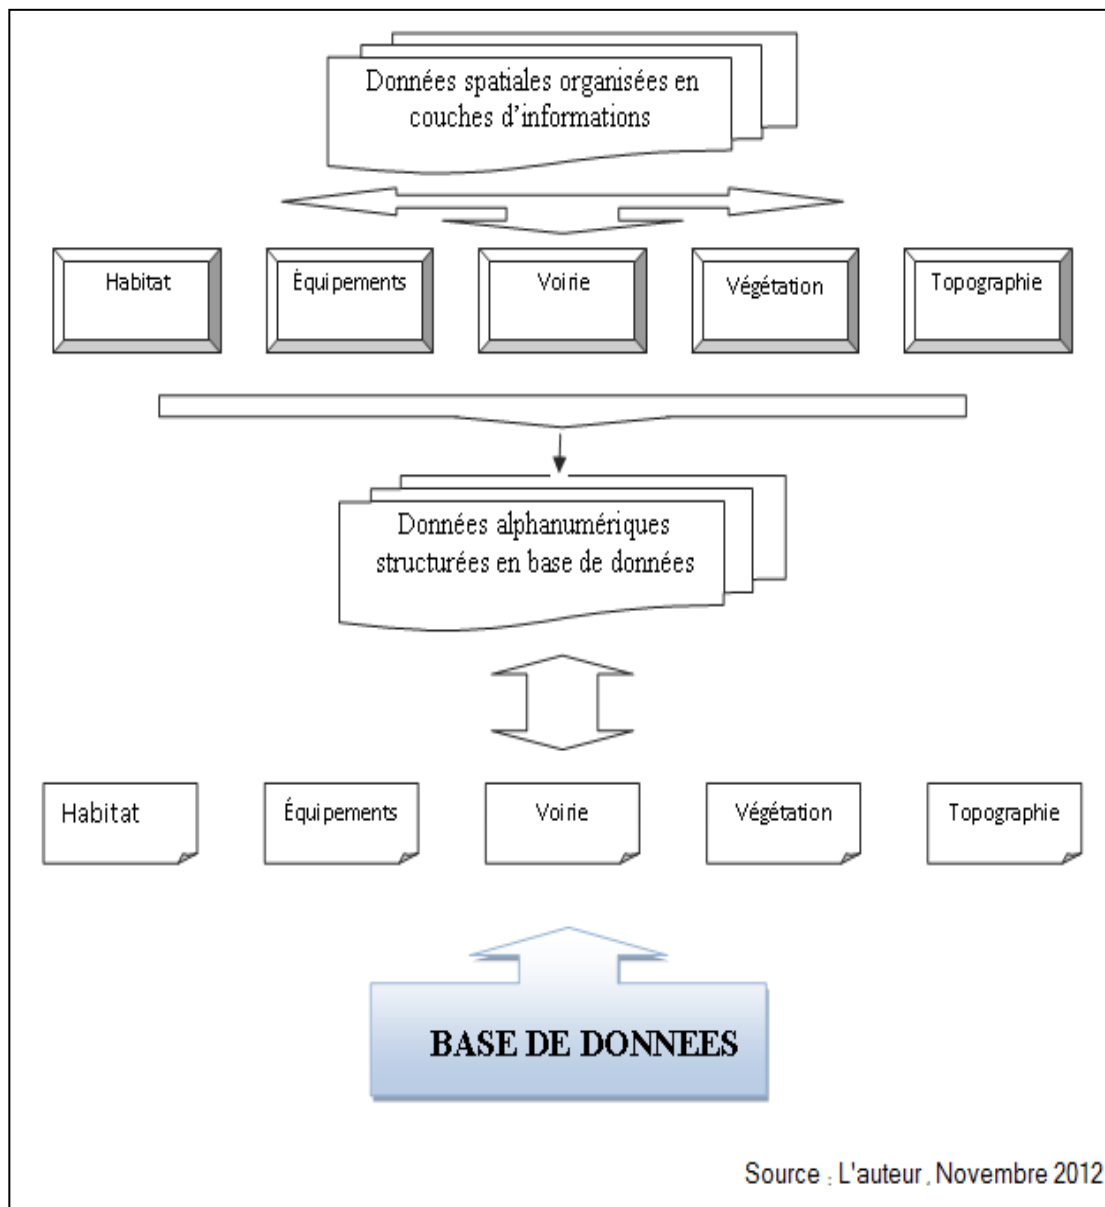 Données spatiales organisées en
couches d'informations
Habitat
Équipements
Voirie
Végétation
Topographie
Données alphanumériques
structurées en base de données
Habitat
Équipements
Voirie
Végétation
Topographie
BASE DE DONNEES
Source : L'auteur , Novembre 2012